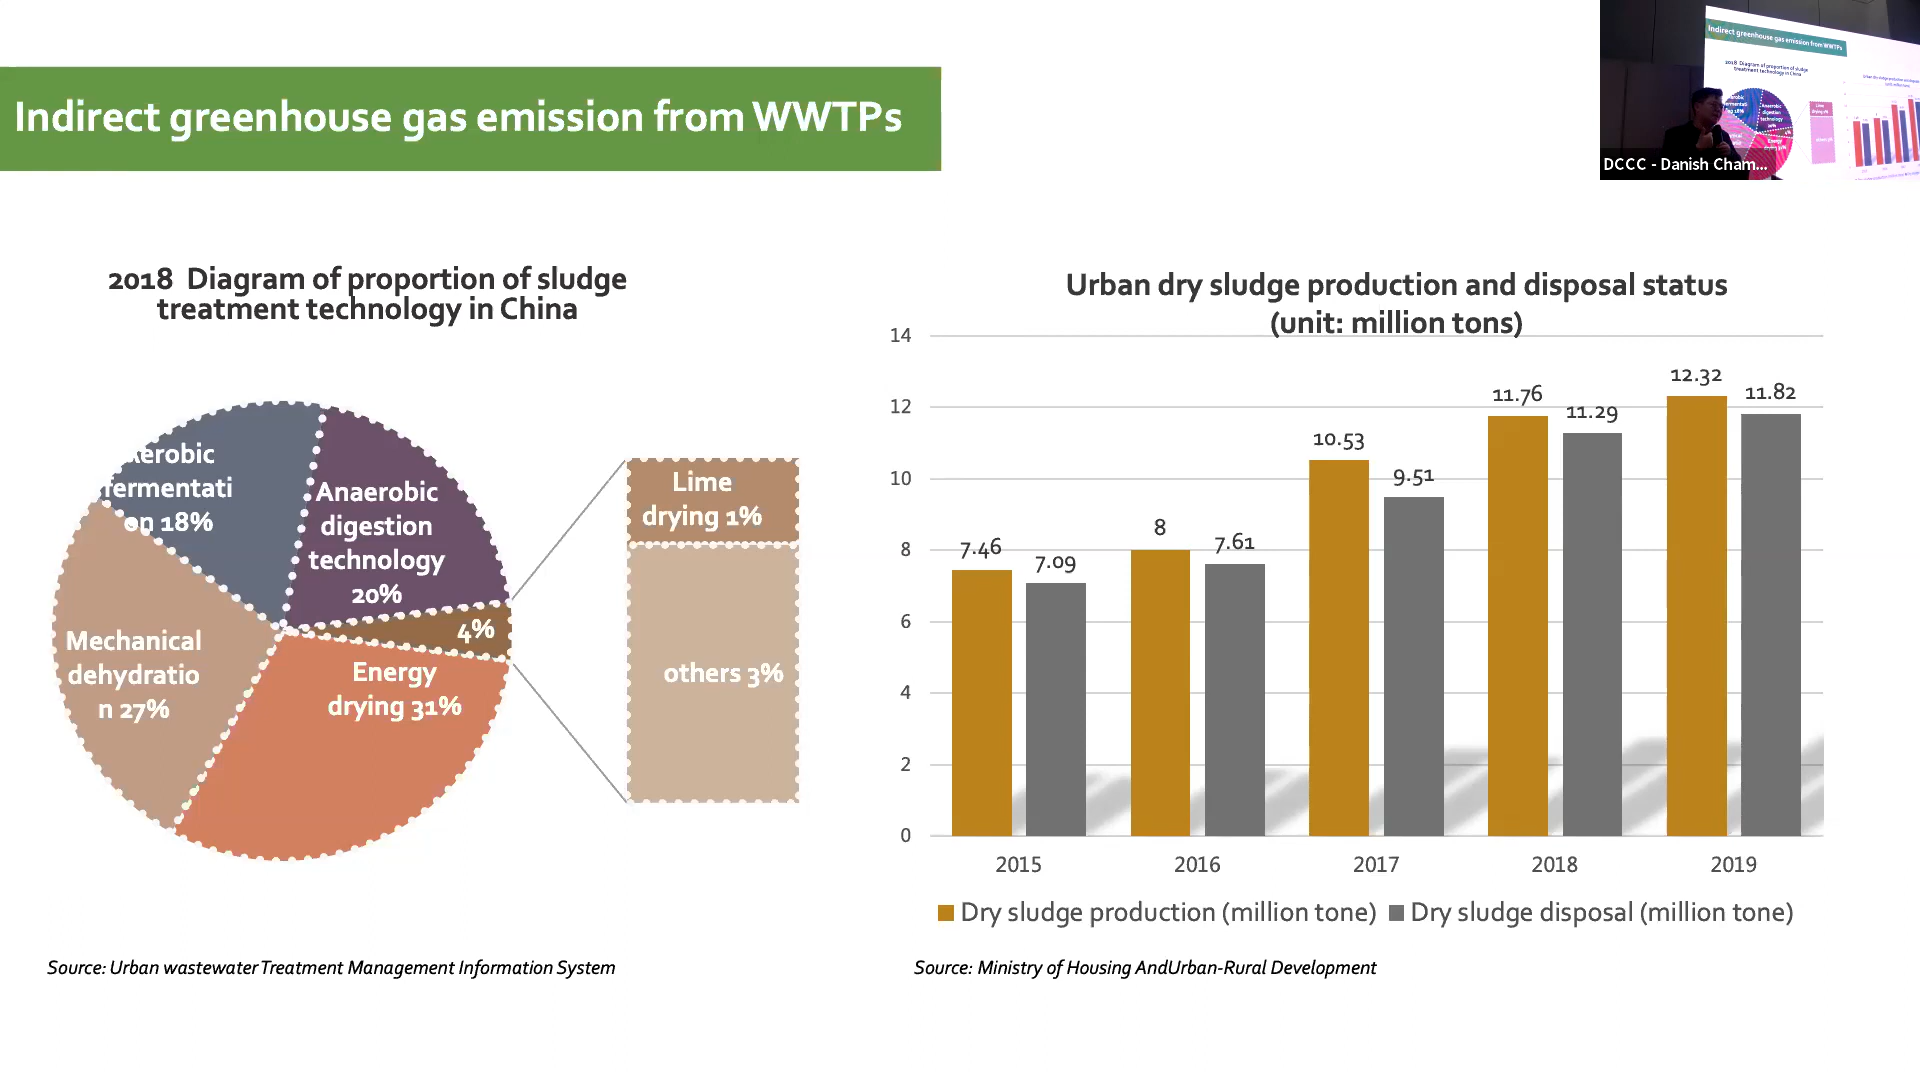 Indirect greenhouse gas emission from WWTPs
DCCC - Danish Cham...
2018 Diagram of proportion of sludge
treatment technology in China
Aerobic
fermentati
on 18%
Anaerobic
digestion
technology
20%
4%
Mechanical
dehydratio
n 27%
Energy
drying 31%
Lime
drying 1%
others 3%
Source: Urban wastewater Treatment Management Information System
Urban dry sludge production and disposal status
(unit: million tons)
14
12
10
8
6
4
2
0
7.46
7.09
8
7.61
10.53
9.51
11.76
11.29
12.32
11.82
2015
2016
2017
2018
2019
Dry sludge production (million tone)
Dry sludge disposal (million tone)
Source: Ministry of Housing AndUrban-Rural Development